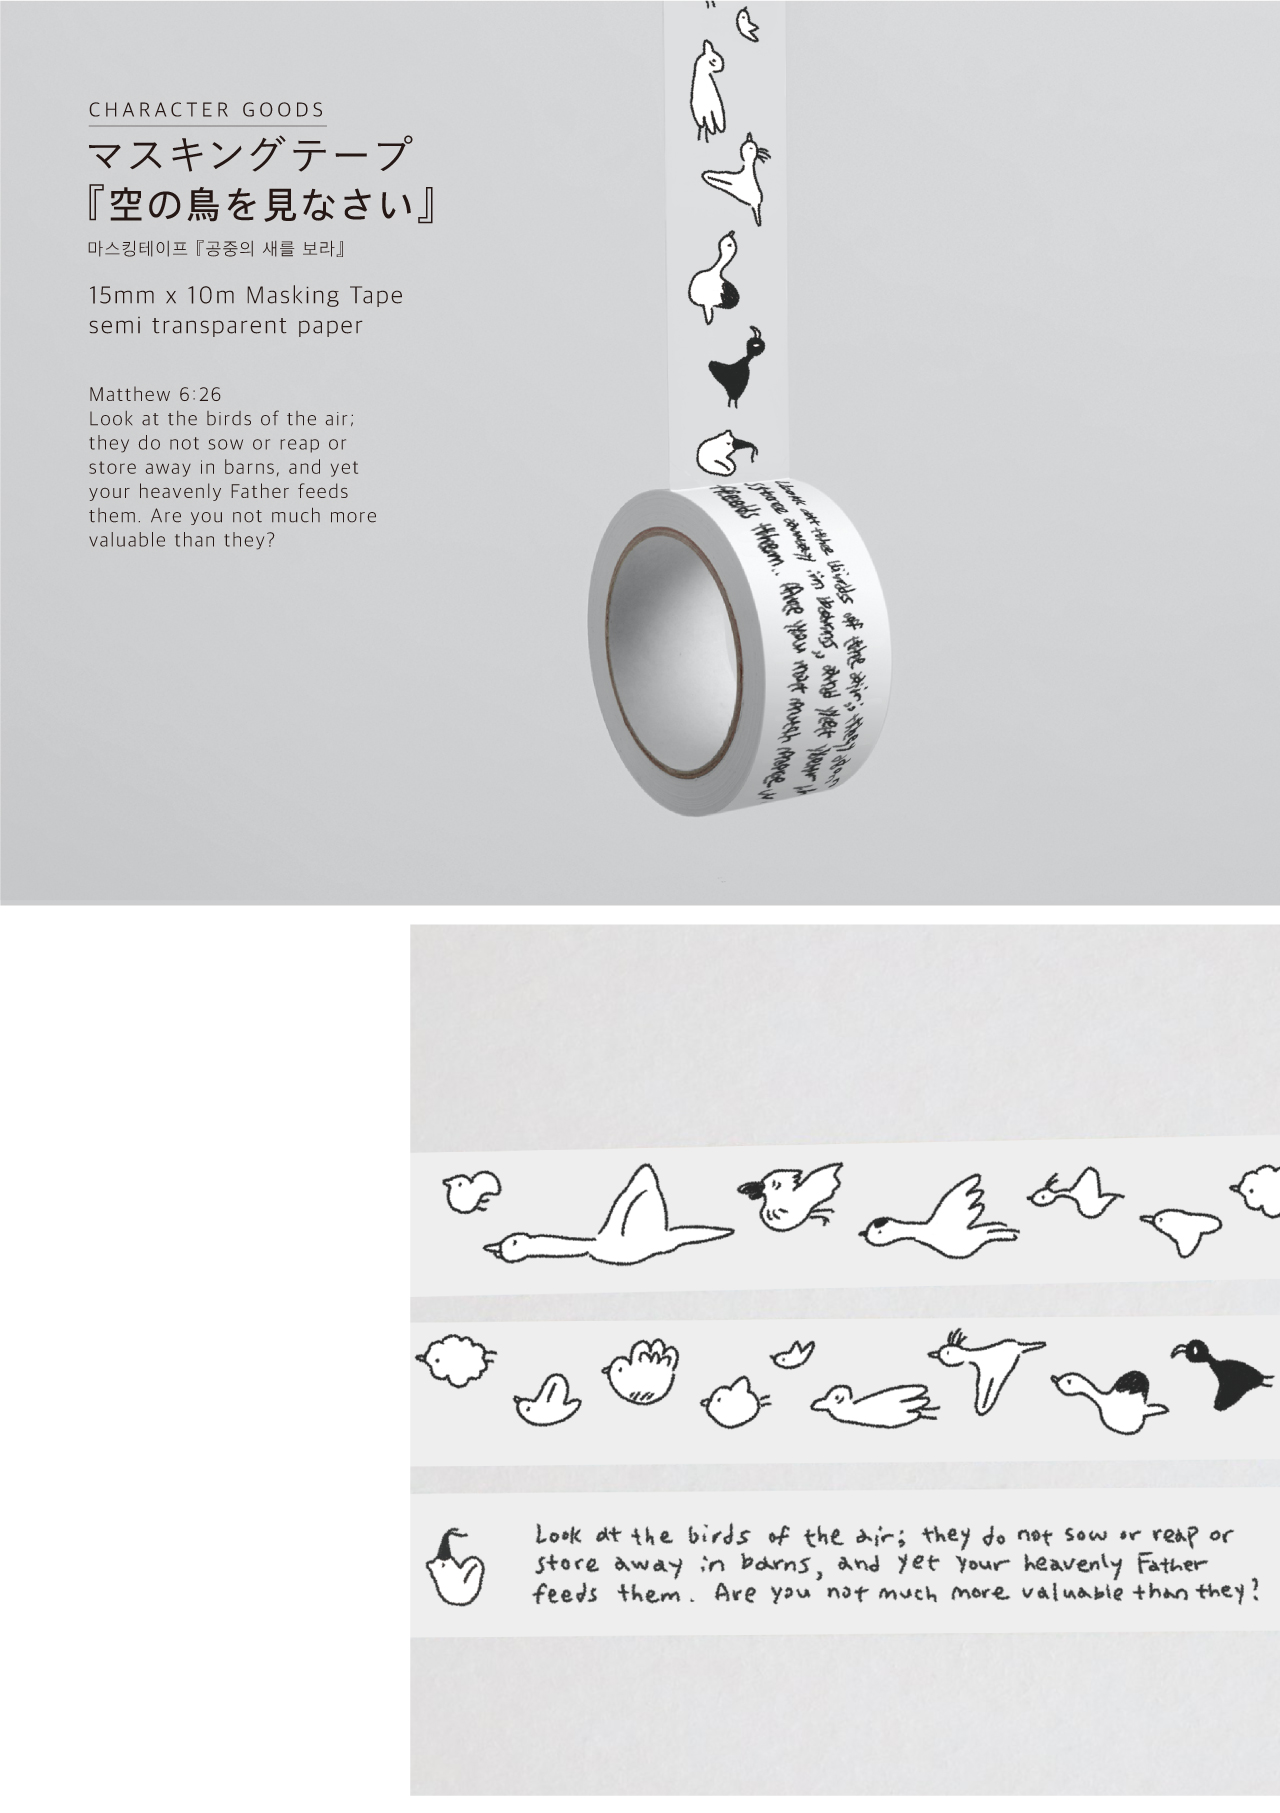 CHARACTER GOODS
マスキングテープ
『空の鳥を見なさい』
마스킹테이프『공중의 새를 보라』
15mm x 10m Masking Tape
semi transparent paper
Matthew 6:26
Look at the birds of the air;
they do not sow or reap or
store away in barns, and yet
your heavenly Father feeds
them. Are you not much more
valuable than they?
Look at the birds of the air; they
store away in barns, and yet your
feeds them. Are you not much more
Look at the birds of the air; they do not sow or reap or
store away in barns, and yet your heavenly Father
feeds them. Are you not much more valuable than they?